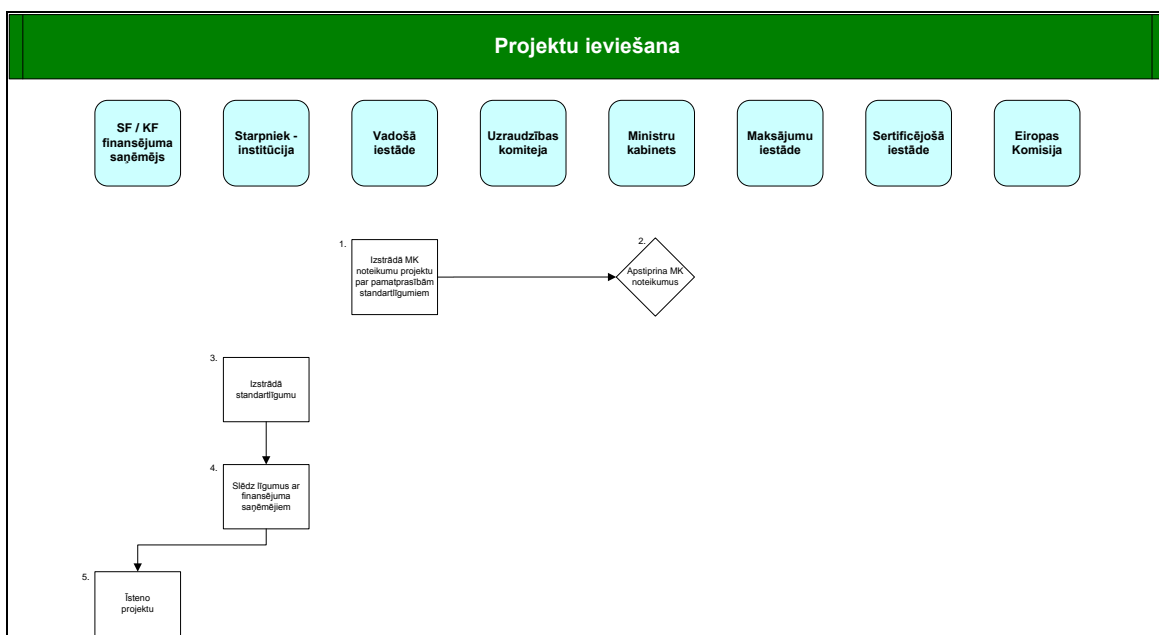 Projektu ieviešana
SF / KF
finansējuma
saņēmējs
Starpniek -
institūcija
Vadošā
iestāde
Uzraudzības
komiteja
Ministru
kabinets
Maksājumu
iestāde
Sertificējošā
iestāde
Eiropas
Komisija
1.
Izstrādā MK
noteikumu projektu
par pamatprasībām
standartlīgumiem
2.
Apstiprina MK
noteikumus
3.
Izstrādā
standartlīgumu
4.
Slēdz līgumus ar
finansējuma
saņēmējiem
5.
Īsteno
projektu